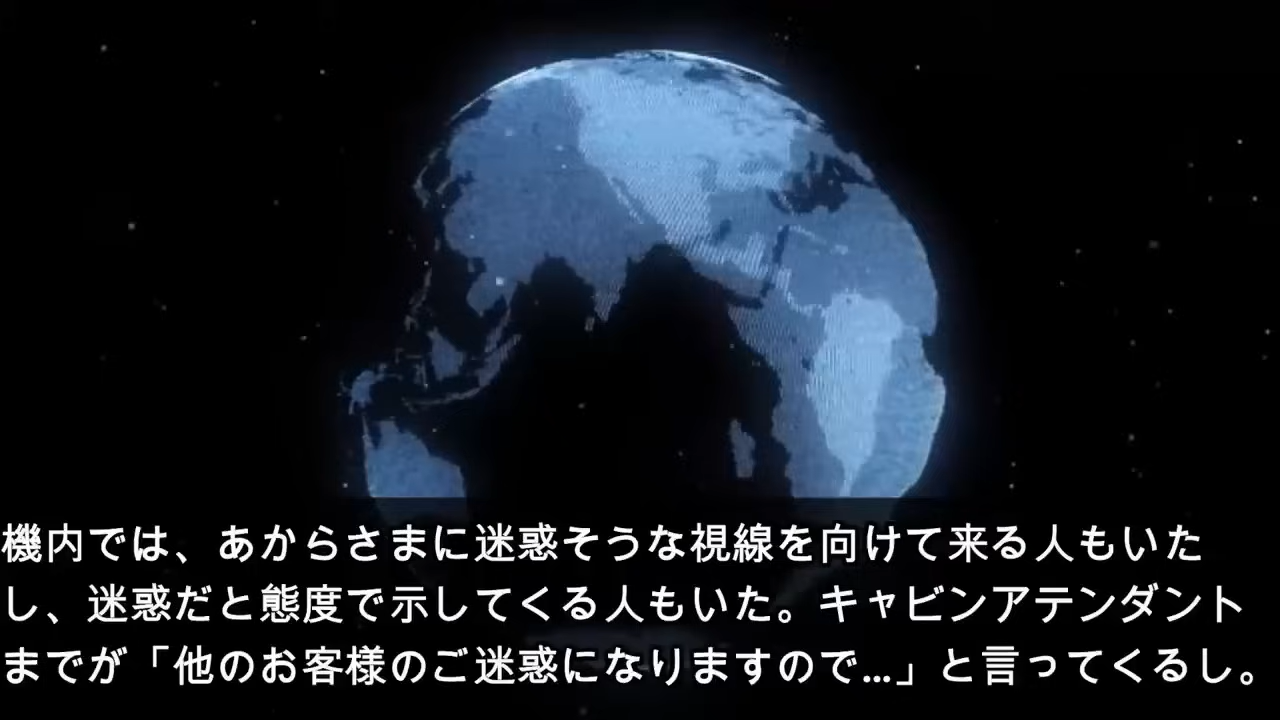 機内では、あからさまに迷惑そうな視線を向けて来る人もいた
し、迷惑だと態度で示してくる人もいた。キャビンアテンダント
までが「他のお客様のご迷惑になりますので...」と言ってくるし。